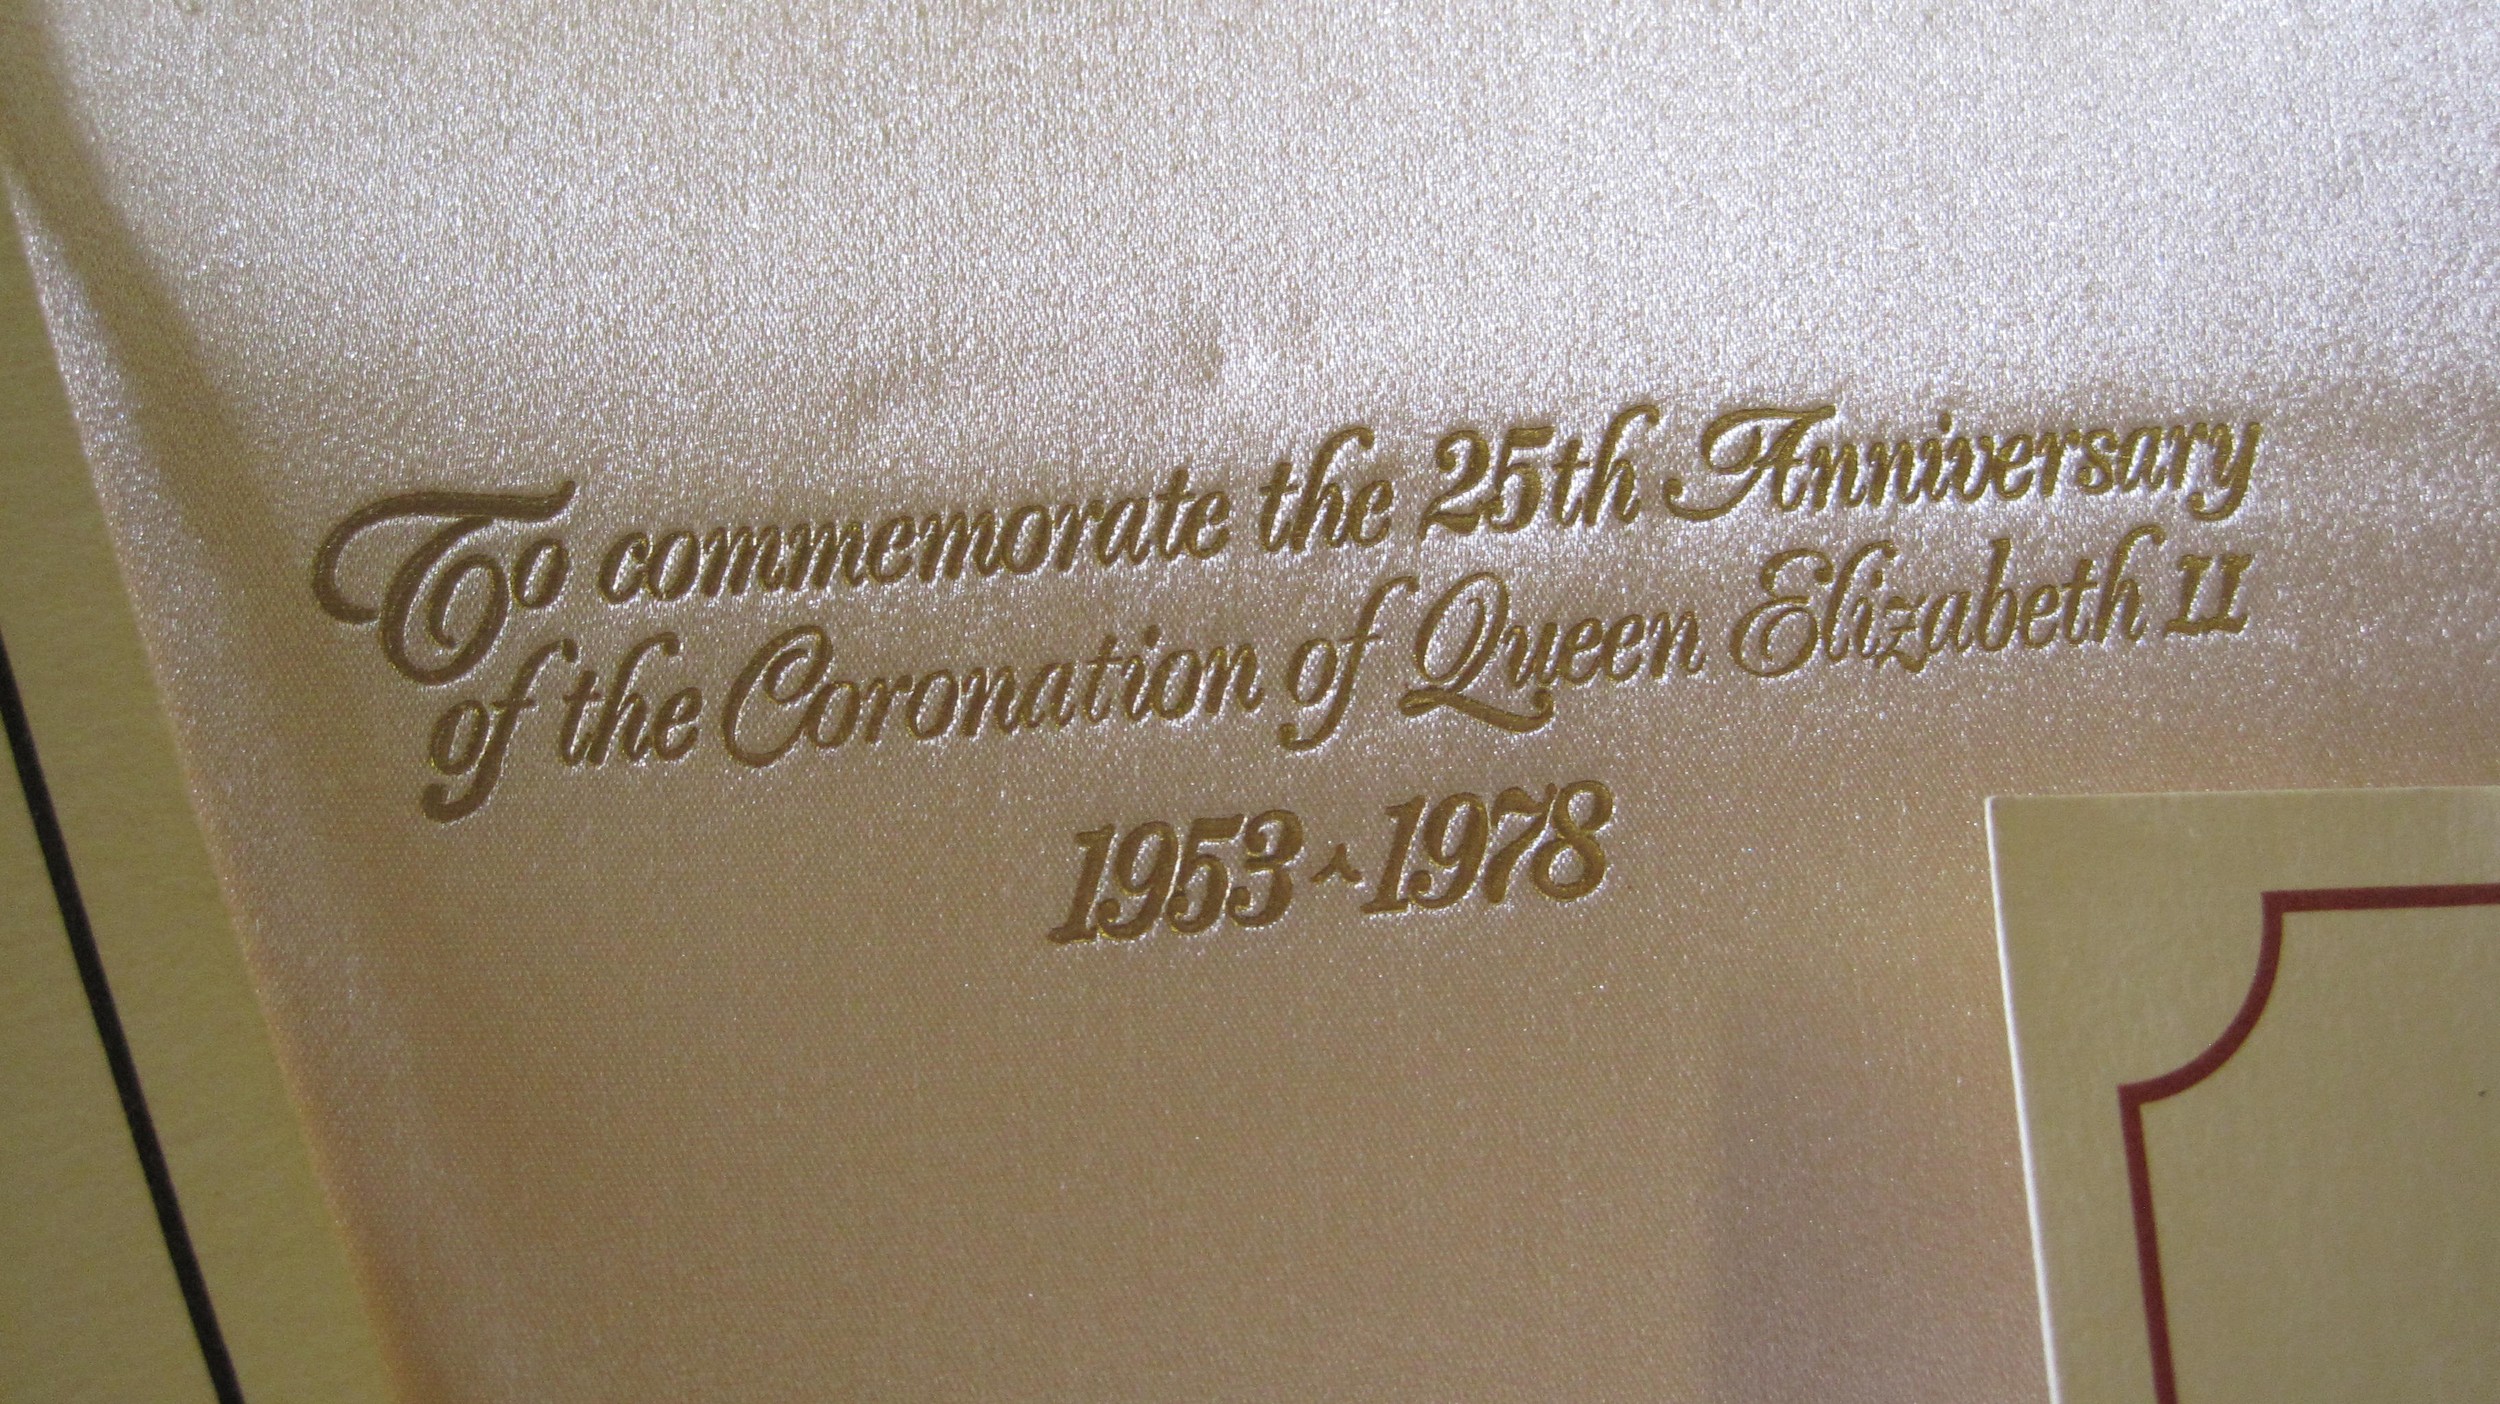 To commemorate the 25th Anniversary
of the Coronation of Queen Elizabeth II
1953-1978